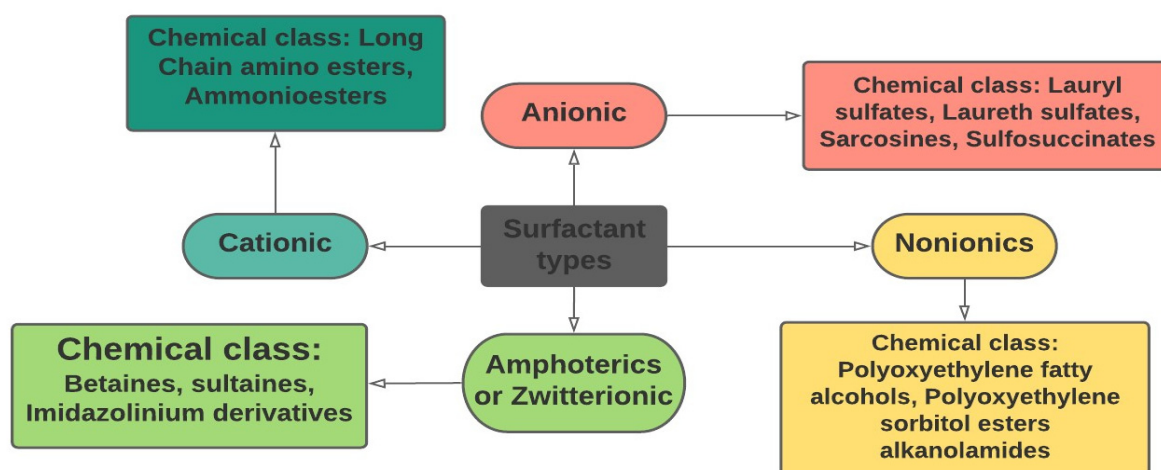 Chemical class: Long
Chain amino esters,
Ammonioesters
Anionic
Chemical class: Lauryl
sulfates, Laureth sulfates,
Sarcosines, Sulfosuccinates
Cationic
Surfactant
types
Nonionics
Chemical class:
Betaines, sultaines,
Imidazolinium derivatives
Amphoterics
or Zwitterionic
Chemical class:
Polyoxyethylene fatty
alcohols, Polyoxyethylene
sorbitol esters
alkanolamides